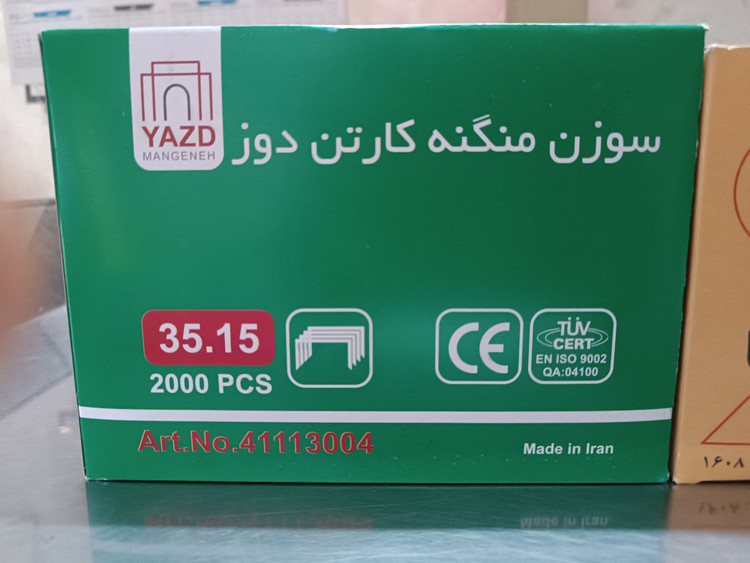 YAZD
MANGENEH
سوزن منگنه کارتن دوز
35.15
2000 PCS
CE
TÜV
CERT
EN ISO 9002
QA:04100
Art.No.41113004
Made in Iran
۱۶۰۸